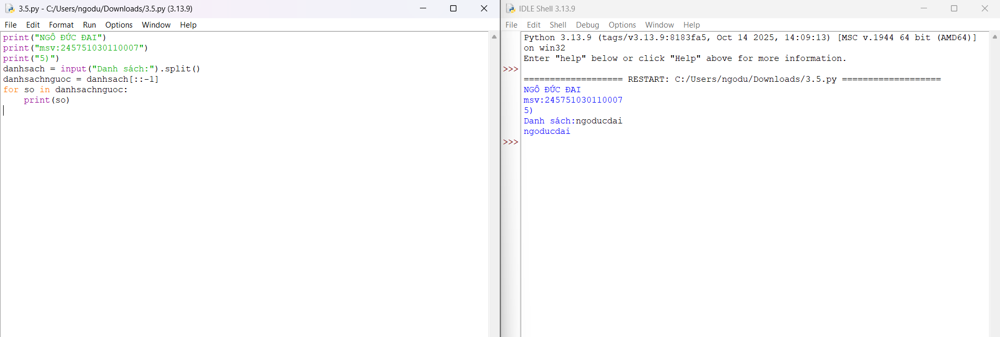 3.5.py - C:/Users/ngodu/Downloads/3.5.py (3.13.9)
File Edit Format Run Options Window Help
print("NGÔ ĐỨC ĐAI")
print("msv:245751030110007")
print("5)")
danhsach = input("Danh sách:").split()
danhsachnguoc = danhsach[::-1]
for so in danhsachnguoc:
    print(so)
IDLE Shell 3.13.9
File Edit Shell Debug Options Window Help
Python 3.13.9 (tags/v3.13.9:8183fa5, Oct 14 2025, 14:09:13) [MSC v.1944 64 bit (AMD64)]
on win32
Enter "help" below or click "Help" above for more information.
>>>
=================== RESTART: C:/Users/ngodu/Downloads/3.5.py ===================
NGÔ ĐỨC ĐAI
msv:245751030110007
5)
Danh sách:ngoducdai
ngoducdai
>>>